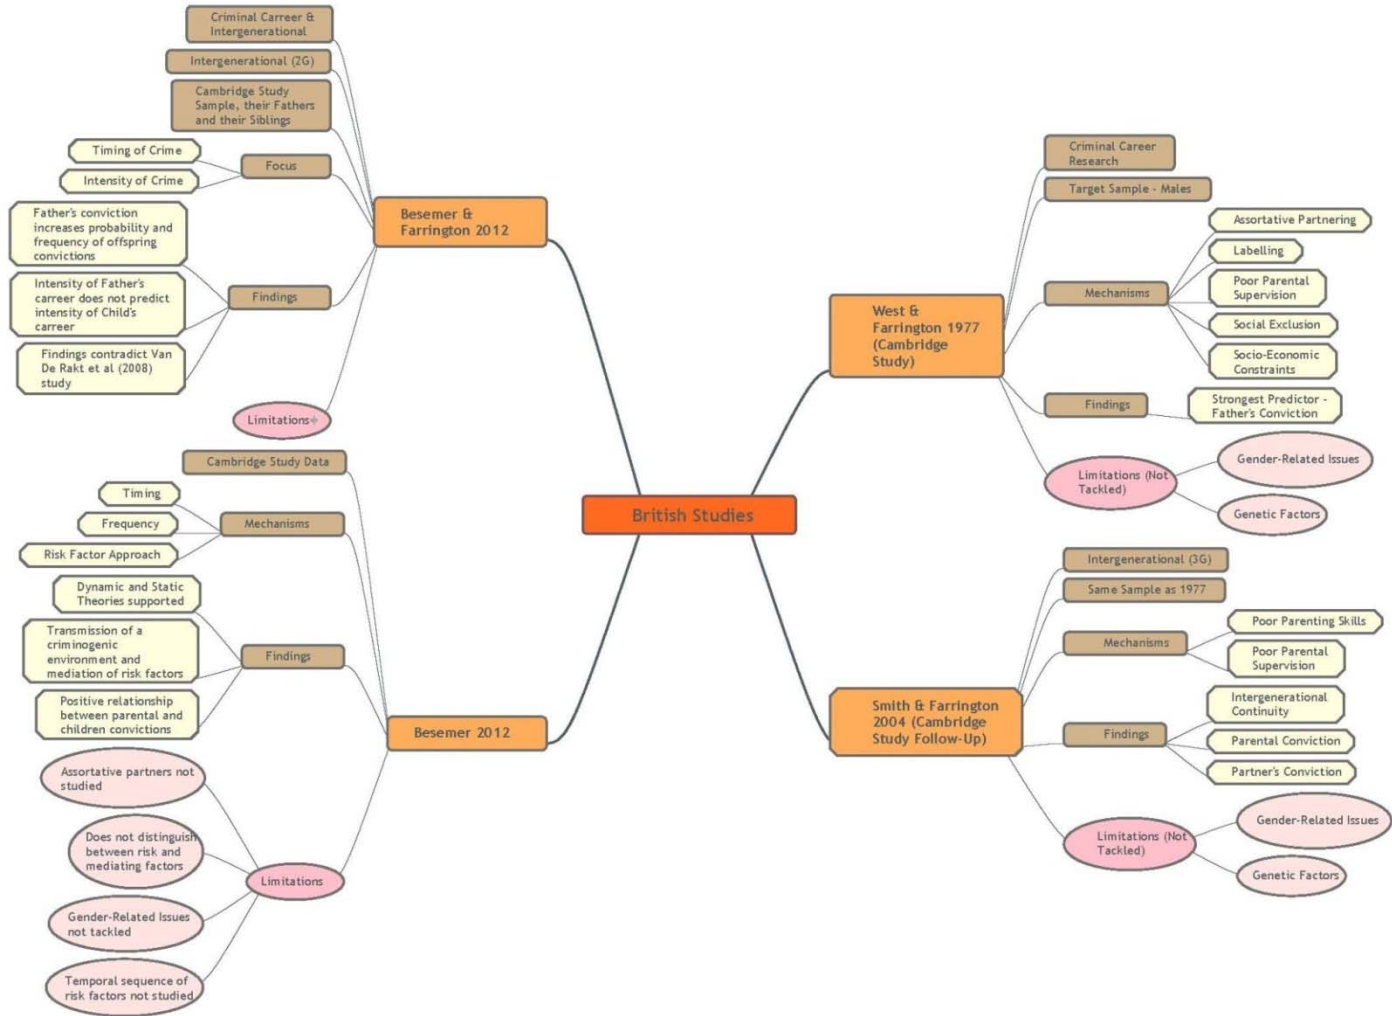 Criminal Carreer &
Intergenerational
Intergenerational (2G)
Cambridge Study
Sample, their Fathers
and their Siblings
Timing of Crime
Intensity of Crime
Focus
Father's conviction
increases probability and
frequency of offspring
convictions
Intensity of Father's
carreer does not predict
intensity of Child's
carreer
Findings contradict Van
De Rakt et al (2008)
study
Findings
Limitations+
Besemer &
Farrington 2012
Cambridge Study Data
Timing
Frequency
Risk Factor Approach
Mechanisms
Dynamic and Static
Theories supported
Transmission of a
criminogenic
environment and
mediation of risk factors
Positive relationship
between parental and
children convictions
Findings
Besemer 2012
Assortative partners not
studied
Does not distinguish
between risk and
mediating factors
Gender-Related Issues
not tackled
Temporal sequence of
risk factors not studied
Limitations
British Studies
Criminal Career
Research
Target Sample - Males
West &
Farrington 1977
(Cambridge
Study)
Mechanisms
Assortative Partnering
Labelling
Poor Parental
Supervision
Social Exclusion
Socio-Economic
Constraints
Findings
Strongest Predictor -
Father's Conviction
Limitations (Not
Tackled)
Gender-Related Issues
Genetic Factors
Intergenerational (3G)
Same Sample as 1977
Mechanisms
Poor Parenting Skills
Poor Parental
Supervision
Smith & Farrington
2004 (Cambridge
Study Follow-Up)
Findings
Intergenerational
Continuity
Parental Conviction
Partner's Conviction
Limitations (Not
Tackled)
Gender-Related Issues
Genetic Factors